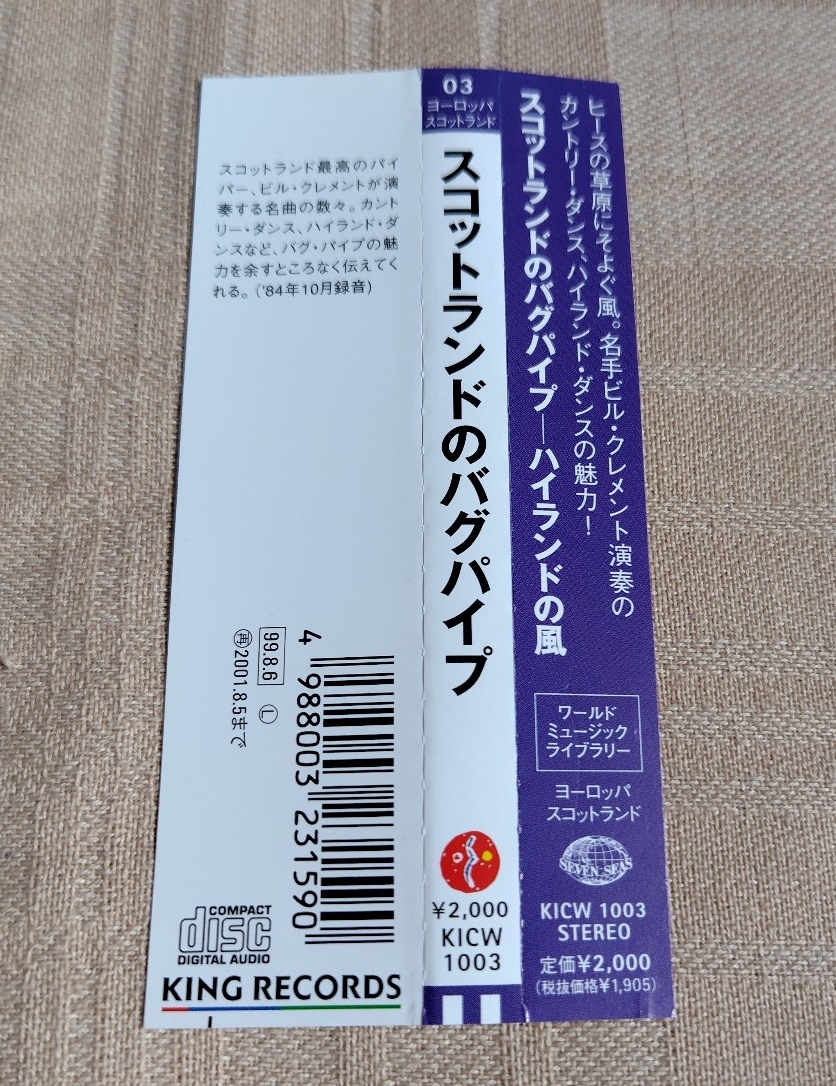 スコットランド最高のパイ
パー、ビル・クレメントが演
奏する名曲の数々。カント
リー・ダンス、ハイランド・ダ
ンスなど、バグ・パイプの魅
力を余すところなく伝えてく
れる。('84年10月録音)
99.8.6
Ⓛ
㊞2001.8.5まで
4 988003 231590
COMPACT
disc
DIGITAL AUDIO
KING RECORDS
03
ヨーロッパ
スコットランド
スコットランドのバグパイプ
¥2,000
KICW
1003
ヒースの草原にそよぐ風。名手ビル・クレメント演奏の
カントリー・ダンス、ハイランド・ダンスの魅力!
スコットランドのバグパイプ―ハイランドの風
ワールド
ミュージック
ライブラリー
ヨーロッパ
スコットランド
SEVEN SEAS
KICW 1003
STEREO
定価¥2,000
(税抜価格¥1,905)